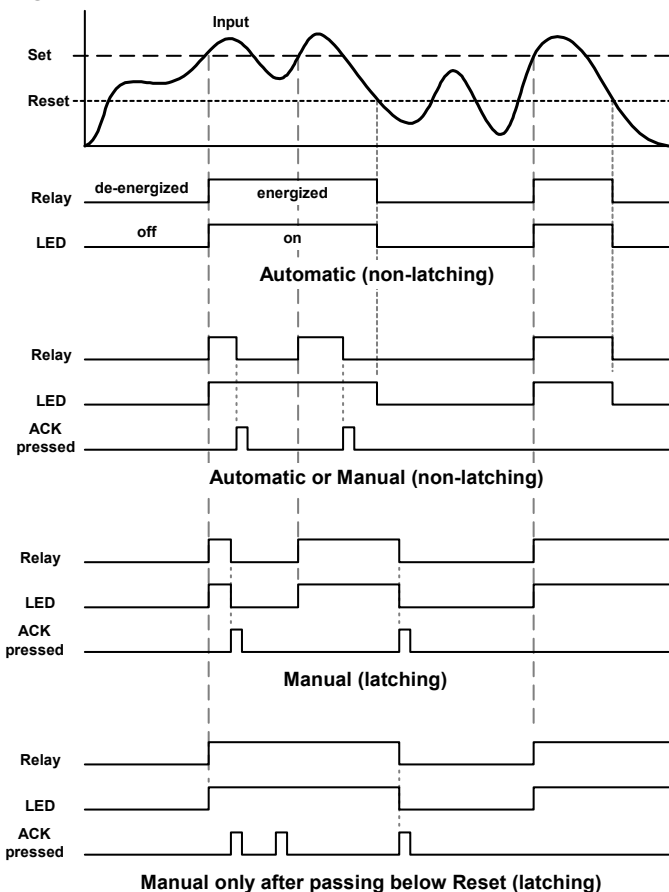 Input
Set
Reset
Relay de-energized energized
LED off on
Automatic (non-latching)
Relay
LED
ACK
pressed
Automatic or Manual (non-latching)
Relay
LED
ACK
pressed
Manual (latching)
Relay
LED
ACK
pressed
Manual only after passing below Reset (latching)